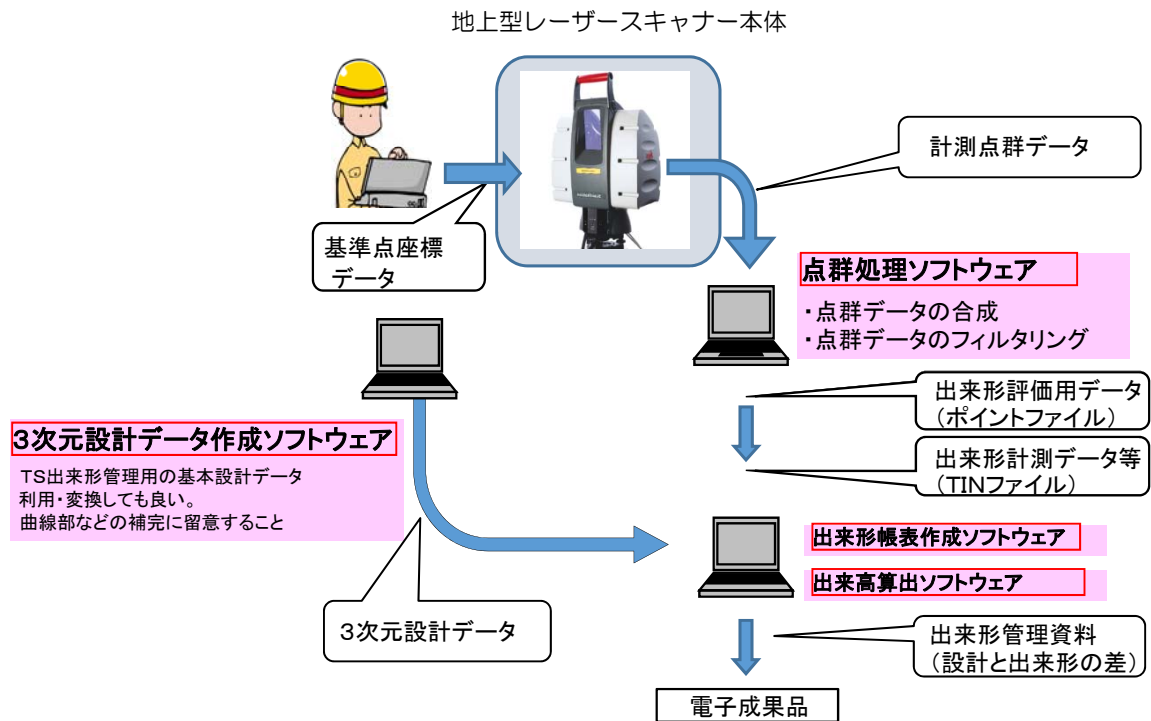 地上型レーザースキャナー本体
計測点群データ
基準点座標
データ
点群処理ソフトウェア
・点群データの合成
・点群データのフィルタリング
出来形評価用データ
（ポイントファイル）
3次元設計データ作成ソフトウェア
TS出来形管理用の基本設計データ
利用・変換しても良い。
曲線部などの補完に留意すること
出来形計測データ等
（TINファイル）
出来形帳表作成ソフトウェア
出来高算出ソフトウェア
3次元設計データ
出来形管理資料
（設計と出来形の差）
電子成果品